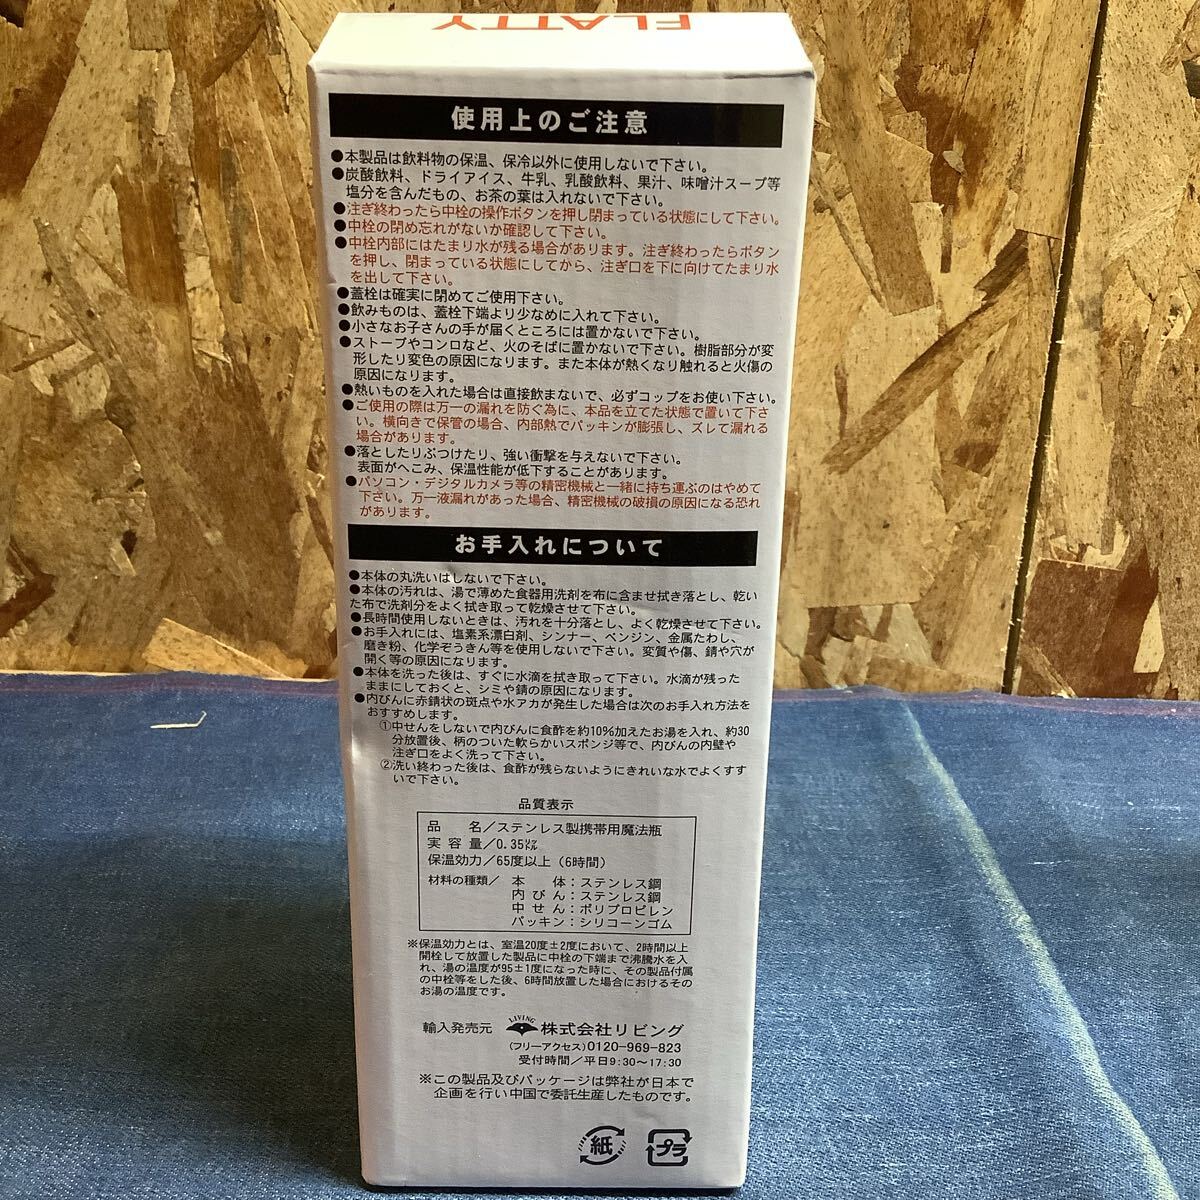 FLATTY
使用上のご注意
●本製品は飲料物の保温、保冷以外に使用しないで下さい。
●炭酸飲料、ドライアイス、牛乳、乳酸飲料、果汁、味噌汁スープ等
塩分を含んだもの、お茶の葉は入れないで下さい。
●注ぎ終わったら中栓の操作ボタンを押し閉まっている状態にして下さい。
●中栓の閉め忘れがないか確認して下さい。
●中栓内部にはたまり水が残る場合があります。注ぎ終わったらボタン
を押し、閉まっている状態にしてから、注ぎ口を下に向けてたまり水
を出して下さい。
●蓋栓は確実に閉めてご使用下さい。
●飲みものは、蓋栓下端より少なめに入れて下さい。
●小さなお子さんの手が届くところには置かないで下さい。
●ストーブやコンロなど、火のそばに置かないで下さい。樹脂部分が変
形したり変色の原因になります。また本体が熱くなり触れると火傷の
原因になります。
●熱いものを入れた場合は直接飲まないで、必ずコップをお使い下さい。
●ご使用の際は万一の漏れを防ぐ為に、本品を立てた状態で置いて下さ
い。横向きで保管の場合、内部熱でパッキンが膨張し、ズレて漏れる
場合があります。
●落としたりぶつけたり、強い衝撃を与えないで下さい。
表面がへこみ、保温性能が低下することがあります。
●パソコン・デジタルカメラ等の精密機械と一緒に持ち運ぶのはやめて
下さい。万一液漏れがあった場合、精密機械の破損の原因になる恐れ
があります。
お手入れについて
●本体の丸洗いはしないで下さい。
●本体の汚れは、湯で薄めた食器用洗剤を布に含ませ拭き落とし、乾い
た布で洗剤分をよく拭き取って乾燥させて下さい。
●長時間使用しないときは、汚れを十分落とし、よく乾燥させて下さい。
●お手入れには、塩素系漂白剤、シンナー、ベンジン、金属たわし、
磨き粉、化学ぞうきん等を使用しないで下さい。変質や傷、錆や穴が
開く等の原因になります。
●本体を洗った後は、すぐに水滴を拭き取って下さい。水滴が残った
ままにしておくと、シミや錆の原因になります。
●内びんに赤錆状の斑点や水アカが発生した場合は次のお手入れ方法を
おすすめします。
①中せんをしないで内びんに食酢を約10%加えたお湯を入れ、約30
分放置後、柄のついた軟らかいスポンジ等で、内びんの内壁や
注ぎ口をよく洗って下さい。
②洗い終わった後は、食酢が残らないようにきれいな水でよくすす
いで下さい。
品質表示
品 名／ステンレス製携帯用魔法瓶
実 容 量／0.35㍑
保温効力／65度以上（6時間）
材料の種類／ 本 体：ステンレス鋼
内 び ん：ステンレス鋼
中 せ ん：ポリプロピレン
パッキン：シリコーンゴム
※保温効力とは、室温20度±2度において、2時間以上
開栓して放置した製品に中栓の下端まで沸騰水を入
れ、湯の温度が95±1度になった時に、その製品付属
の中栓等をした後、6時間放置した場合におけるその
お湯の温度です。
輸入発売元 LIVING 株式会社リビング
（フリーアクセス）0120-969-823
受付時間／平日9:30～17:30
※この製品及びパッケージは弊社が日本で
企画を行い中国で委託生産したものです。
紙 プラ